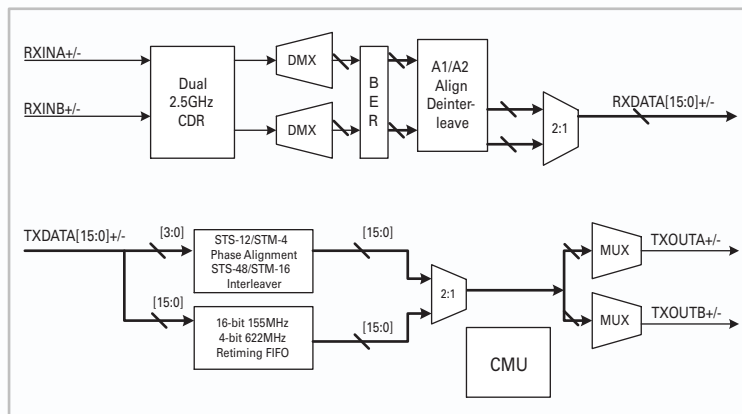 RXINA+/-
RXINB+/-
Dual
2.5GHz
CDR
DMX
DMX
B
E
R
A1/A2
Align
Deinter-
leave
2:1
RXDATA[15:0]+/-
TXDATA[15:0]+/-
[3:0]
[15:0]
STS-12/STM-4
Phase Alignment
STS-48/STM-16
Interleaver
16-bit 155MHz
4-bit 622MHz
Retiming FIFO
[15:0]
[15:0]
2:1
CMU
MUX
MUX
TXOUTA+/-
TXOUTB+/-